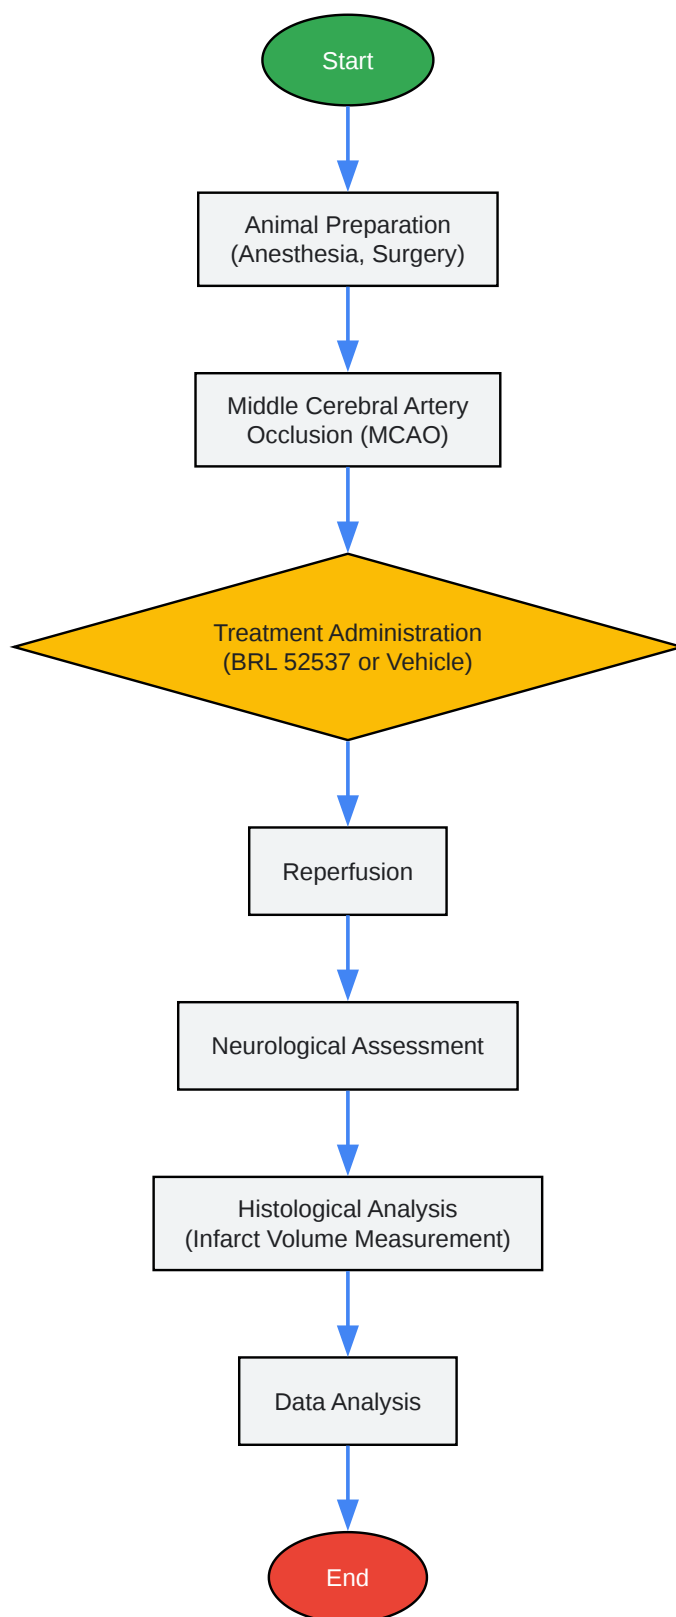 Start
Animal Preparation
(Anesthesia, Surgery)
Middle Cerebral Artery
Occlusion (MCAO)
Treatment Administration
(BRL 52537 or Vehicle)
Reperfusion
Neurological Assessment
Histological Analysis
(Infarct Volume Measurement)
Data Analysis
End